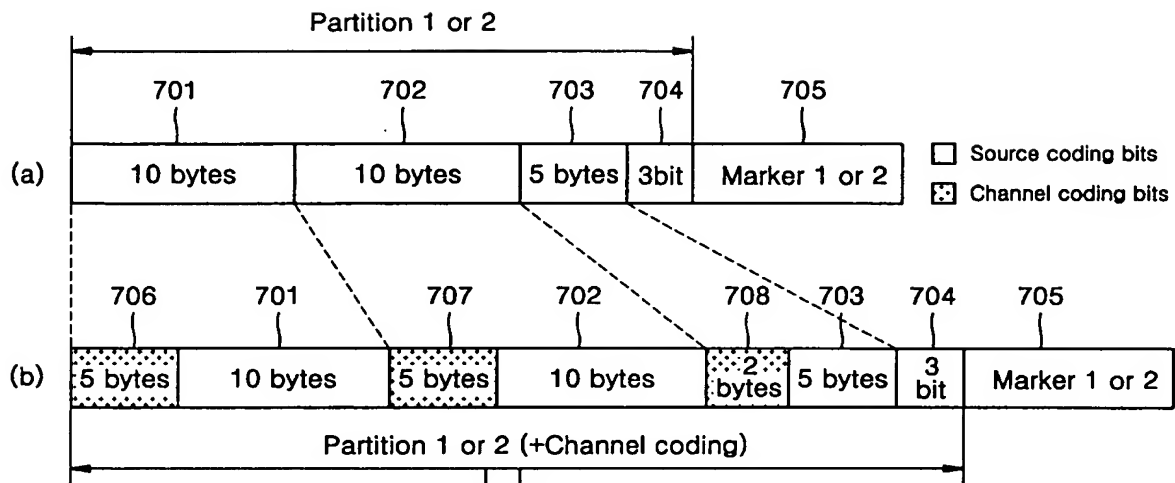 Partition 1 or 2
701 702 703 704 705
(a) 10 bytes 10 bytes 5 bytes 3bit Marker 1 or 2
Source coding bits
Channel coding bits
706 701 707 702 708 703 704 705
(b) 5 bytes 10 bytes 5 bytes 10 bytes 2 bytes 5 bytes 3 bit Marker 1 or 2
Partition 1 or 2 (+Channel coding)